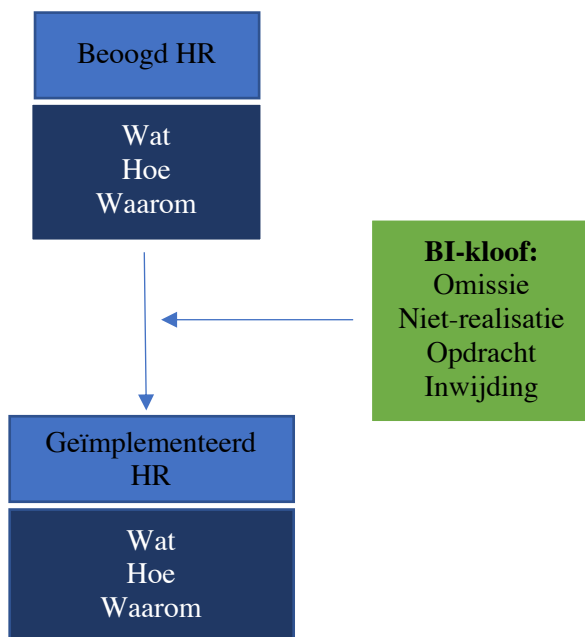 Beoogd HR
Wat
Hoe
Waarom
BI-kloof:
Omissie
Niet-realisatie
Opdracht
Inwijding
Geïmplementeerd
HR
Wat
Hoe
Waarom